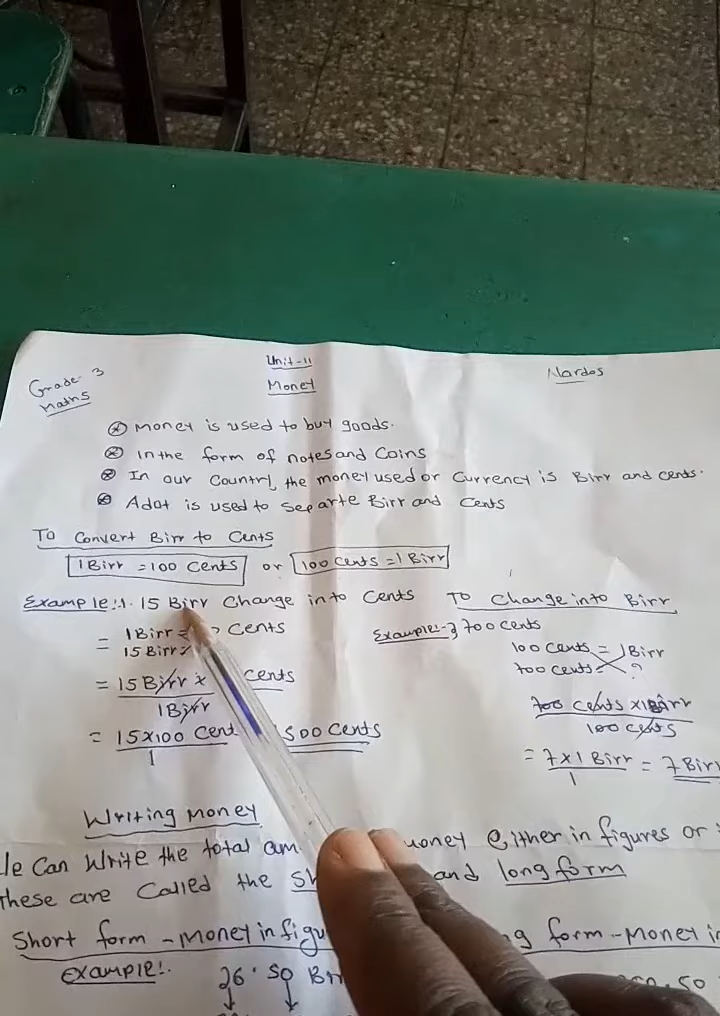 Grade 3
Maths
Unit-11
Money
Nardos
Money is used to buy goods.
In the form of notes and Coins
In our Country, the money used or Currency is Birr and cents.
A dot is used to separte Birr and Cents
To Convert Birr to Cents
1 Birr = 100 Cents or 100 Cents = 1 Birr
Example:1. 15 Birr Change in to Cents
= 1 Birr = Cents
15 Birr
= 15 Birr x Cents
1 Birr
= 15x100 Cent 500 Cents
1
To Change into Birr
Example:- 700 cents
100 cents = 1 Birr
700 cents = ?
700 cents x 1 Birr
100 cents
= 7 x 1 Birr = 7 Birr
1
Writing Money
Can Write the total am money either in figures or
These are Called the and long form
Short form - Money in form - Money
Example:
26.50